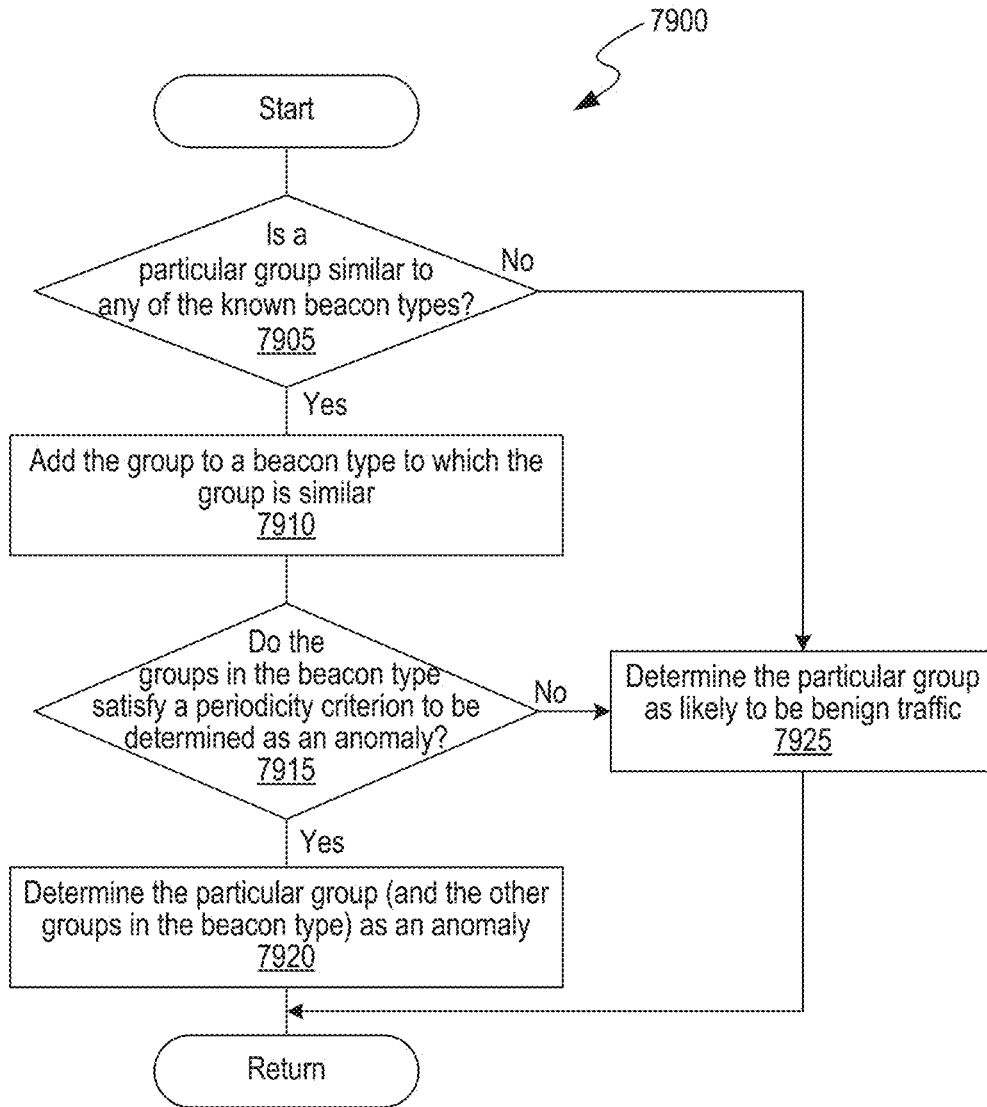 7900
Start
Is a
particular group similar to
any of the known beacon types?
7905
No
Yes
Add the group to a beacon type to which the
group is similar
7910
Do the
groups in the beacon type
satisfy a periodicity criterion to be
determined as an anomaly?
7915
No
Determine the particular group
as likely to be benign traffic
7925
Yes
Determine the particular group (and the other
groups in the beacon type) as an anomaly
7920
Return